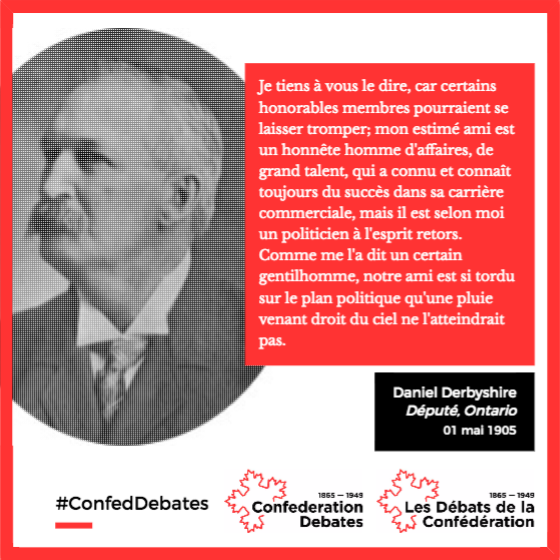 Je tiens à vous le dire, car certains
honorables membres pourraient se
laisser tromper; mon estimé ami est
un honnête homme d'affaires, de
grand talent, qui a connu et connaît
toujours du succès dans sa carrière
commerciale, mais il est selon moi
un politicien à l'esprit retors.
Comme me l'a dit un certain
gentilhomme, notre ami est si tordu
sur le plan politique qu'une pluie
venant droit du ciel ne l'atteindrait
pas.
Daniel Derbyshire
Député, Ontario
01 mai 1905
#ConfedDebates
1865 — 1949
Confederation
Debates
1865 — 1949
Les Débats de la
Confédération